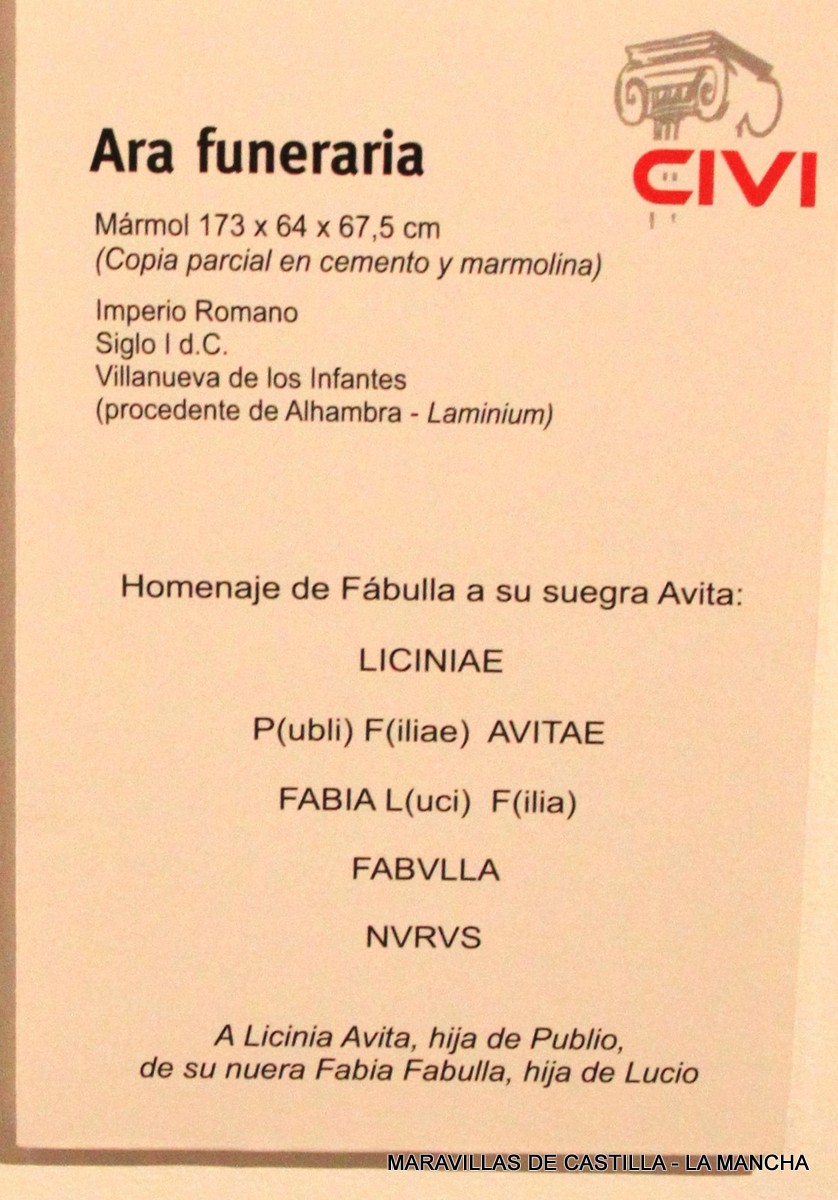 CIVI
Ara funeraria
Mármol 173 x 64 x 67,5 cm
(Copia parcial en cemento y marmolina)
Imperio Romano
Siglo I d.C.
Villanueva de los Infantes
(procedente de Alhambra - Laminium)
Homenaje de Fábulla a su suegra Avita:
LICINIAE
P(ubli) F(iliae) AVITAE
FABIA L(uci) F(ilia)
FABVLLA
NVRVS
A Licinia Avita, hija de Publio,
de su nuera Fabia Fabulla, hija de Lucio
MARAVILLAS DE CASTILLA - LA MANCHA